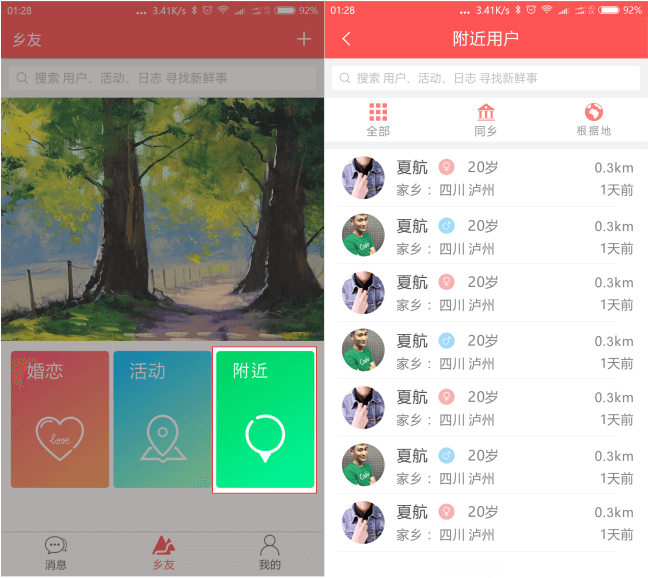 01:28 ... 3.41K/s 92%
乡友
搜索 用户、活动、日志 寻找新鲜事
婚恋
活动
附近
love
消息
乡友
我的
01:28 ... 3.41K/s 92%
附近用户
搜索 用户、活动、日志 寻找新鲜事
全部
同乡
根据地
夏航 20岁 0.3km
家乡：四川 泸州 1天前
夏航 20岁 0.3km
家乡：四川 泸州 1天前
夏航 20岁 0.3km
家乡：四川 泸州 1天前
夏航 20岁 0.3km
家乡：四川 泸州 1天前
夏航 20岁 0.3km
家乡：四川 泸州 1天前
夏航 20岁 0.3km
家乡：四川 泸州 1天前
夏航 20岁 0.3km
家乡：四川 泸州 1天前